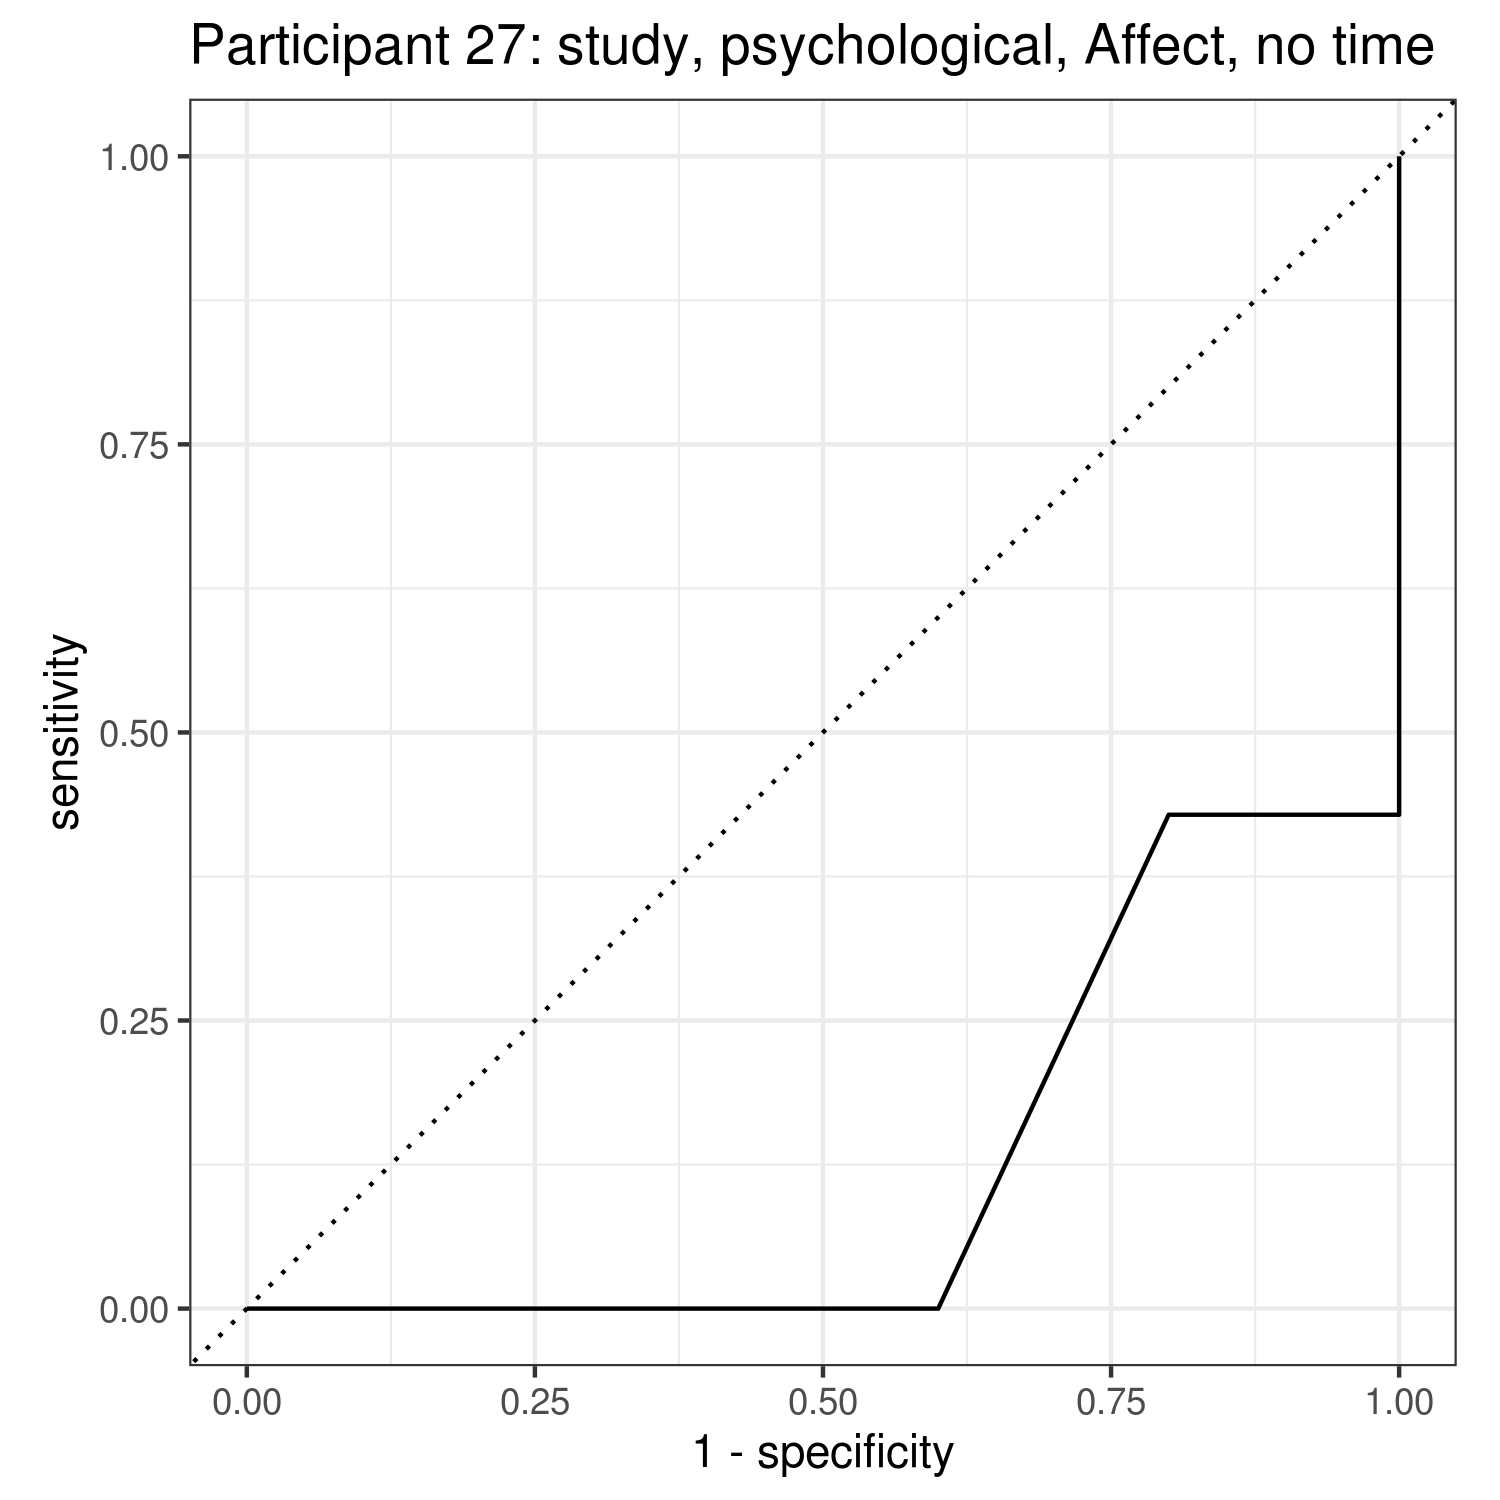 Participant 27: study, psychological, Affect, no time
1.00
0.75
0.50
0.25
0.00
sensitivity
0.00 0.25 0.50 0.75 1.00
1 - specificity